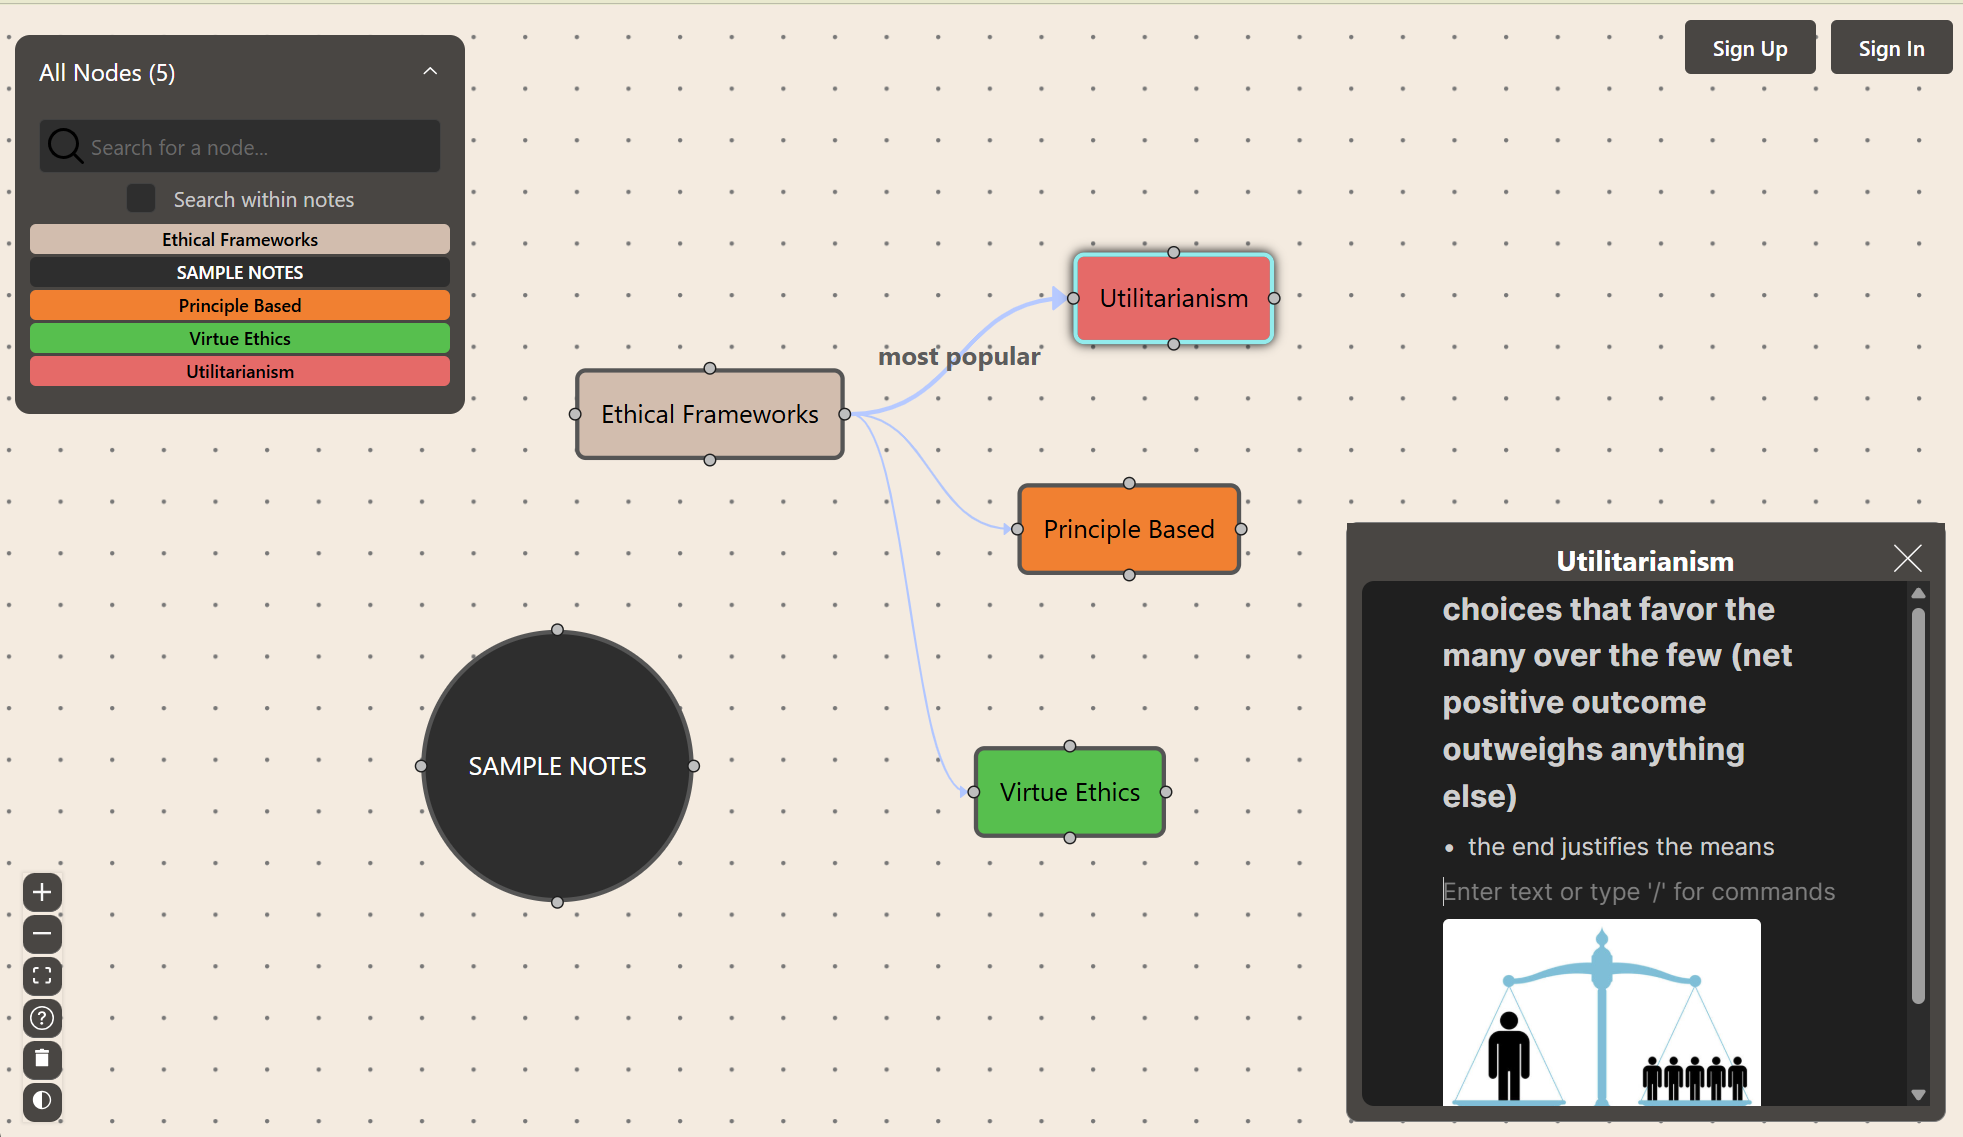 All Nodes (5)
Search for a node...
Search within notes
Ethical Frameworks
SAMPLE NOTES
Principle Based
Virtue Ethics
Utilitarianism
Sign Up
Sign In
Utilitarianism
most popular
Ethical Frameworks
Principle Based
SAMPLE NOTES
Virtue Ethics
Utilitarianism
choices that favor the
many over the few (net
positive outcome
outweighs anything
else)
• the end justifies the means
Enter text or type '/' for commands